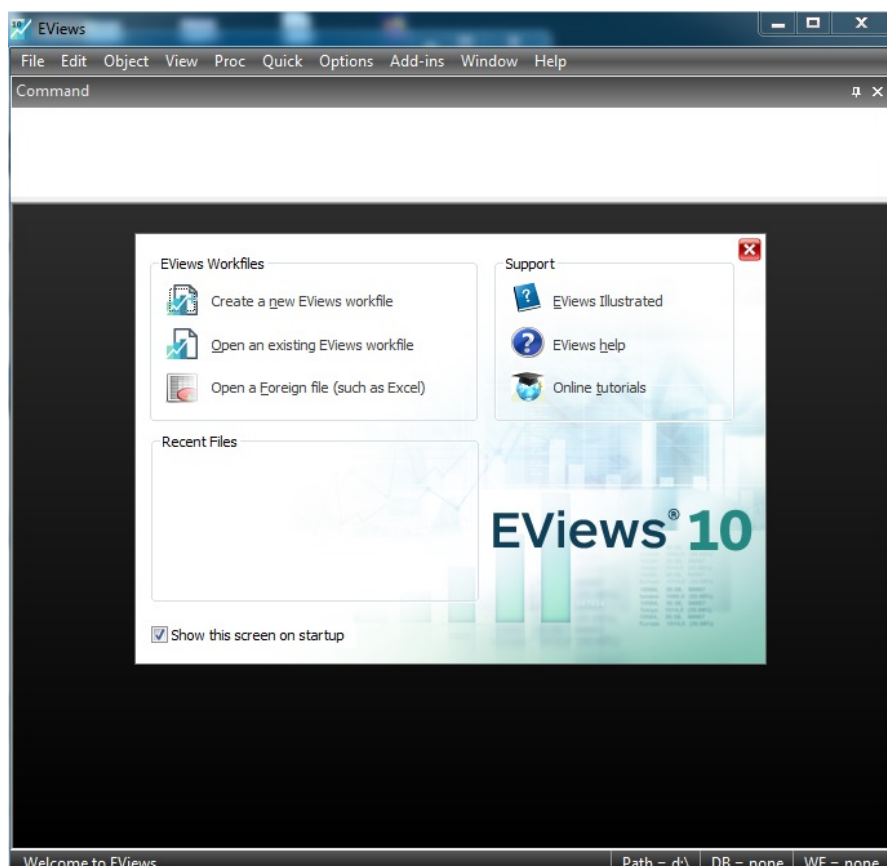 EViews
File Edit Object View Proc Quick Options Add-ins Window Help
Command
EViews Workfiles
Create a new EViews workfile
Open an existing EViews workfile
Open a Foreign file (such as Excel)
Support
EViews Illustrated
EViews help
Online tutorials
Recent Files
EViews® 10
Show this screen on startup
Welcome to EViews
Path = d:\ DB = none WF = none